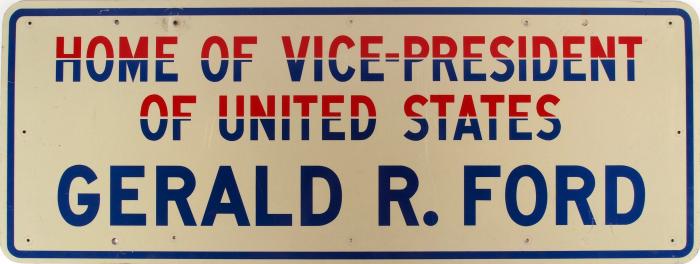 HOME OF VICE-PRESIDENT
OF UNITED STATES
GERALD R. FORD